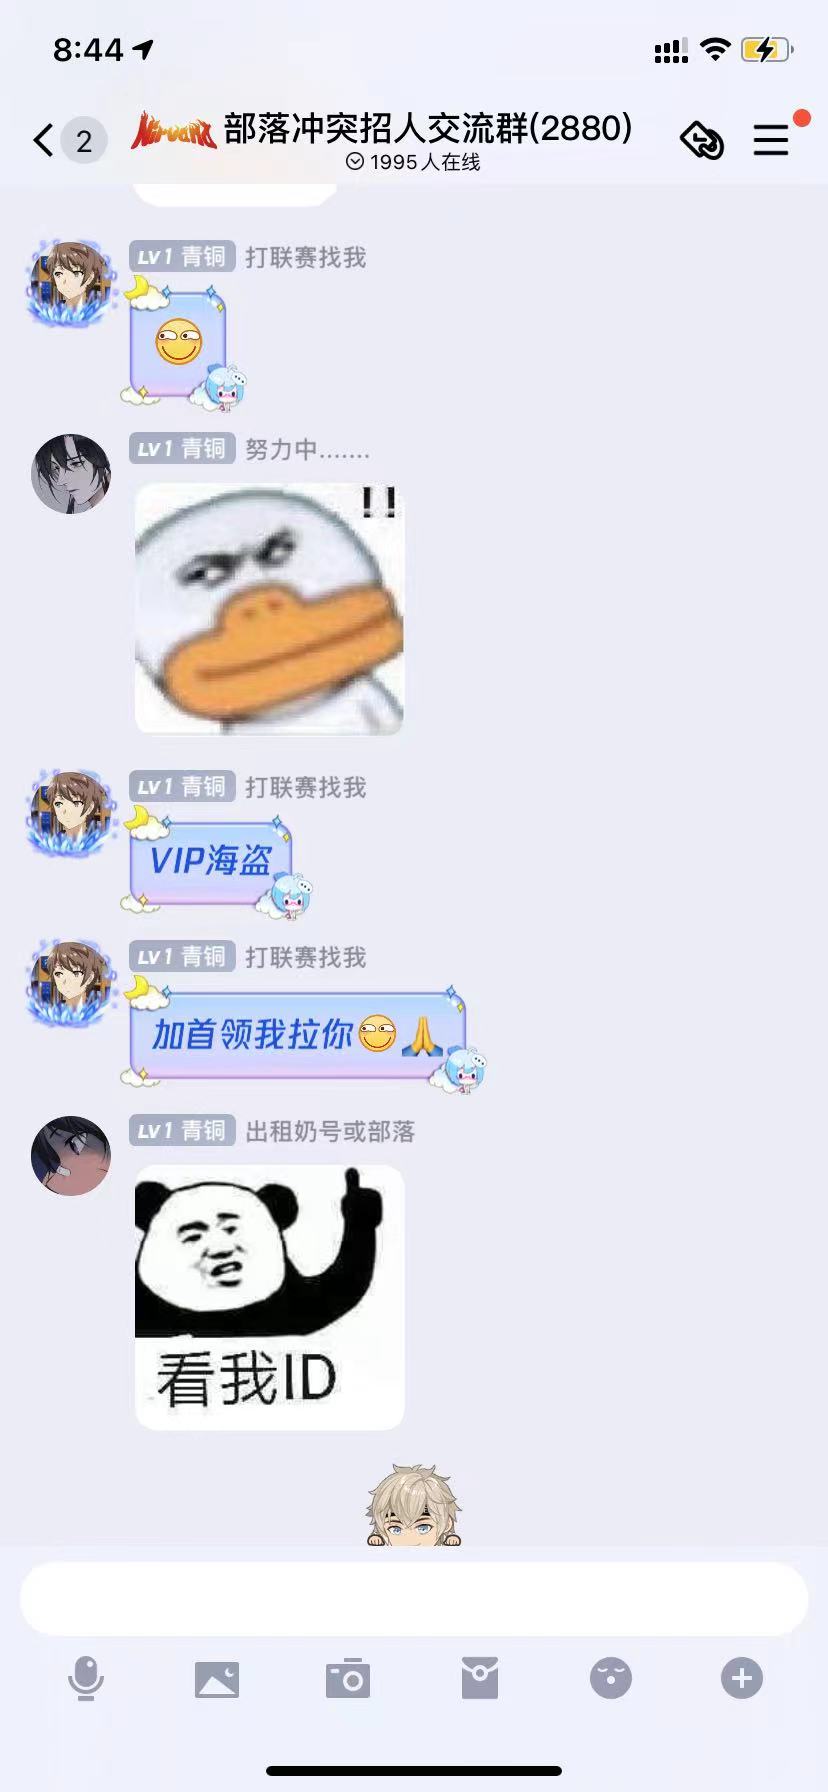 8:44
2
Nirvana 部落冲突招人交流群(2880)
1995人在线
LV1 青铜 打联赛找我
LV1 青铜 努力中.......
!!
LV1 青铜 打联赛找我
VIP海盗
LV1 青铜 打联赛找我
加首领我拉你
LV1 青铜 出租奶号或部落
看我ID